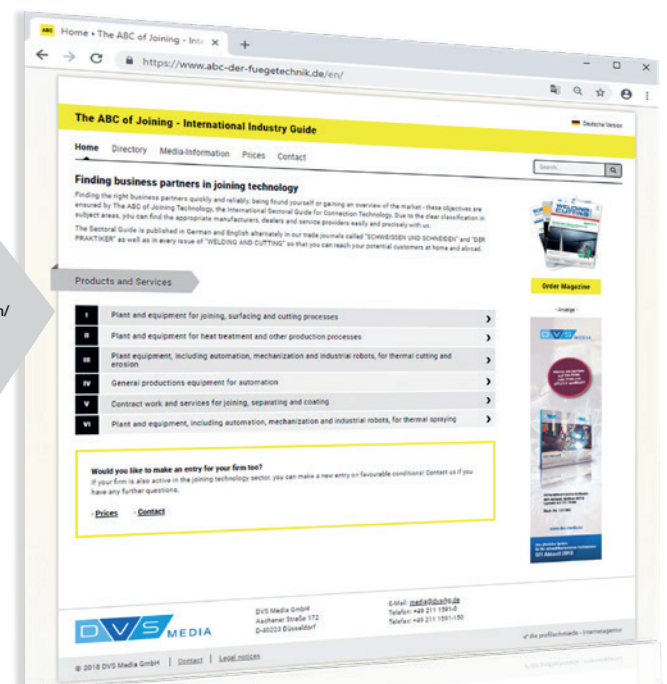 ABC Home • The ABC of Joining - Inte
https://www.abc-der-fuegetechnik.de/en/
The ABC of Joining - International Industry Guide
Deutsche Version
Home Directory Media-Information Prices Contact
Search...
Finding business partners in joining technology
Finding the right business partners quickly and reliably, being found yourself or gaining an overview of the market - these objectives are
ensured by The ABC of Joining Technology, the International Sectoral Guide for Connection Technology. Due to the clear classification in
subject areas, you can find the appropriate manufacturers, dealers and service providers easily and precisely with us.
The Sectoral Guide is published in German and English alternately in our trade journals called "SCHWEISSEN UND SCHNEIDEN" and "DER
PRAKTIKER" as well as in every issue of "WELDING AND CUTTING" so that you can reach your potential customers at home and abroad.
WELDING
CUTTING
Order Magazine
n/
Products and Services
I Plant and equipment for joining, surfacing and cutting processes
II Plant and equipment for heat treatment and other production processes
III Plant equipment, including automation, mechanization and industrial robots, for thermal cutting and
erosion
IV General productions equipment for automation
V Contract work and services for joining, separating and coating
VI Plant and equipment, including automation, mechanization and industrial robots, for thermal spraying
- Anzeige -
DVS MEDIA
Would you like to make an entry for your firm too?
If your firm is also active in the joining technology sector, you can make a new entry on favourable conditions! Contact us if you
have any further questions.
› Prices › Contact
DVS MEDIA
DVS Media GmbH
Aachener Straße 172
D-40223 Düsseldorf
E-Mail: media@dvs-hg.de
Telefon: +49 211 1591-0
Telefax: +49 211 1591-150
die profilschmiede - internetagentur
© 2018 DVS Media GmbH | Contact | Legal notices